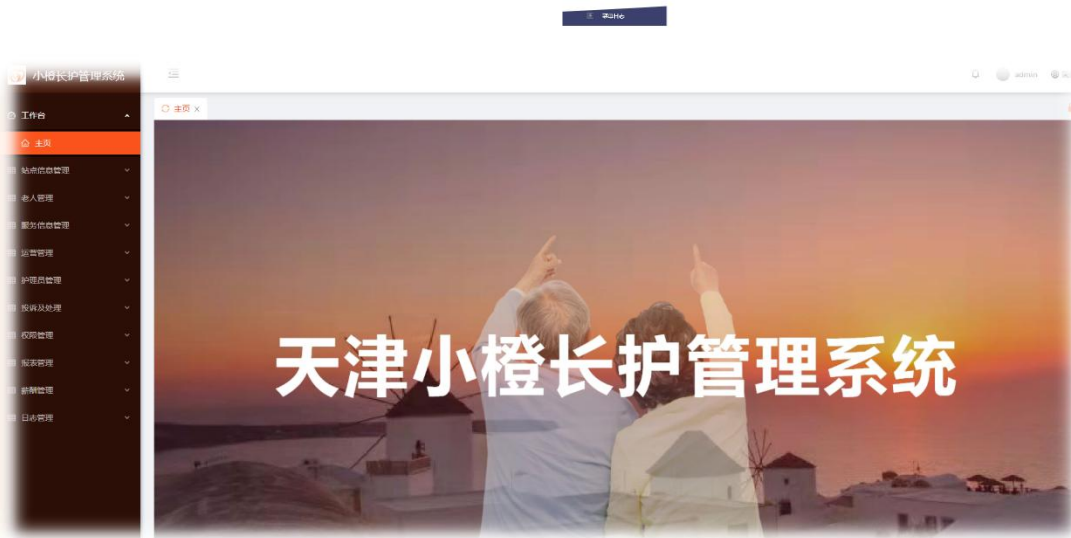 小橙长护管理系统
admin
工作台
主页
主页
站点信息管理
老人管理
服务信息管理
运营管理
护理员管理
投诉及处理
权限管理
报表管理
薪酬管理
日志管理
天津小橙长护管理系统